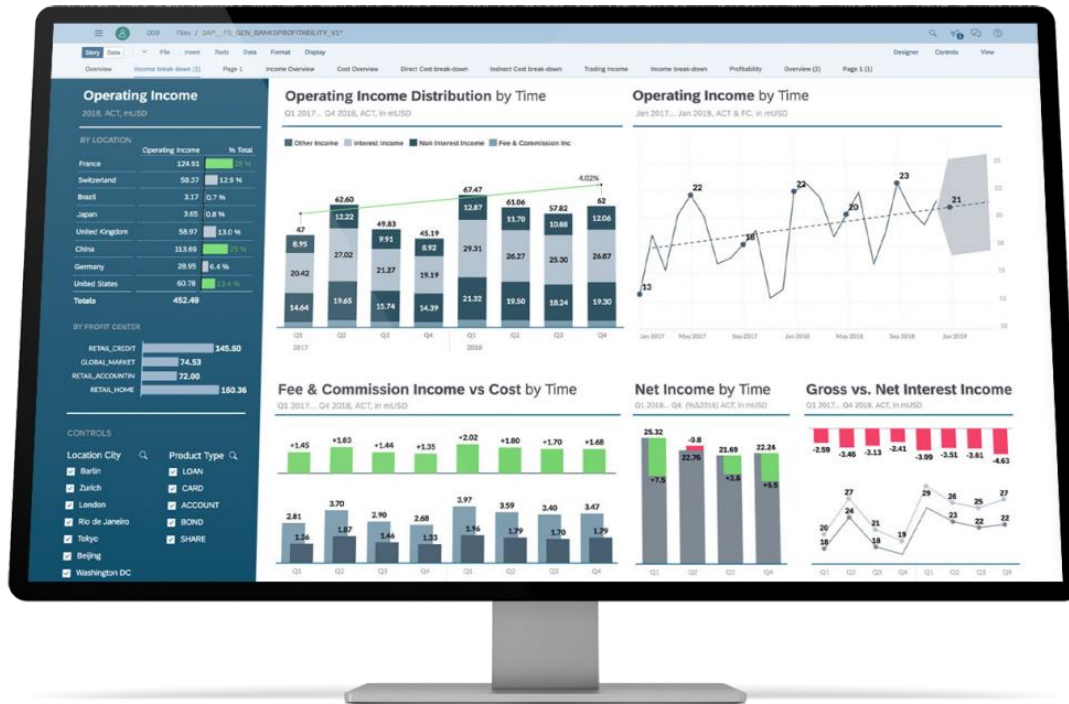 009 Files / SAP__FS_GEN_BANKSPROFITABILITY_V1*
Story Data File Insert Tools Data Format Display Designer Controls View
Overview Income break-down (1) Page 1 Income Overview Cost Overview Direct Cost break-down Indirect Cost break-down Trading Income Income break-down Profitability Overview (2) Page 1 (1)
Operating Income
2018, ACT, mUSD
BY LOCATION
Operating Income % Total
France 124.91 28 %
Switzerland 58.37 12.9 %
Brazil 3.17 0.7 %
Japan 3.65 0.8 %
United Kingdom 58.97 13.0 %
China 113.69 25 %
Germany 28.95 6.4 %
United States 60.78 13.4 %
Totals 452.49
BY PROFIT CENTER
RETAIL_CREDIT 145.60
GLOBAL_MARKET 74.53
RETAIL_ACCOUNTIN 72.00
RETAIL_HOME 160.36
CONTROLS
Location City Product Type
Barlin LOAN
Zurich CARD
London ACCOUNT
Rio de Janeiro BOND
Tokyo SHARE
Beijing
Washington DC
Operating Income Distribution by Time
Q1 2017... Q4 2018, ACT, in mUSD
Other Income Interest Income Non Interest Income Fee & Commission Inc
4.02%
47 62.60 49.83 45.19 67.47 61.06 57.82 62
8.95 12.22 9.91 8.92 12.87 11.70 10.88 12.06
20.42 27.02 21.27 19.19 29.31 26.27 25.30 26.87
14.64 19.65 15.74 14.39 21.32 19.50 18.24 19.30
Q1 Q2 Q3 Q4 Q1 Q2 Q3 Q4
2017 2018
Operating Income by Time
Jan 2017... Jan 2019, ACT & FC, in mUSD
13 22 18 22 20 23 21
Jan 2017 May 2017 Sep 2017 Jan 2018 May 2018 Sep 2018 Jan 2019
Fee & Commission Income vs Cost by Time
Q1 2017... Q4 2018, ACT, in mUSD
+1.45 +1.83 +1.44 +1.35 +2.02 +1.80 +1.70 +1.68
2.81 3.70 2.90 2.68 3.97 3.59 3.40 3.47
1.36 1.87 1.46 1.33 1.96 1.79 1.70 1.79
Q1 Q2 Q3 Q4 Q1 Q2 Q3 Q4
Net Income by Time
Q1 2018... Q4, (%Δ2018) ACT, in mUSD
25.32 -0.8 21.69 22.24
+7.5 22.76 +3.6 +5.5
Q1 Q2 Q3 Q4
Gross vs. Net Interest Income
Q1 2017... Q4 2018, ACT, in mUSD
-2.59 -3.46 -3.13 -2.41 -3.99 -3.51 -3.61 -4.63
20 27 21 19 29 26 25 27
18 24 18 23 22 22
Q1 Q2 Q3 Q4 Q1 Q2 Q3 Q4